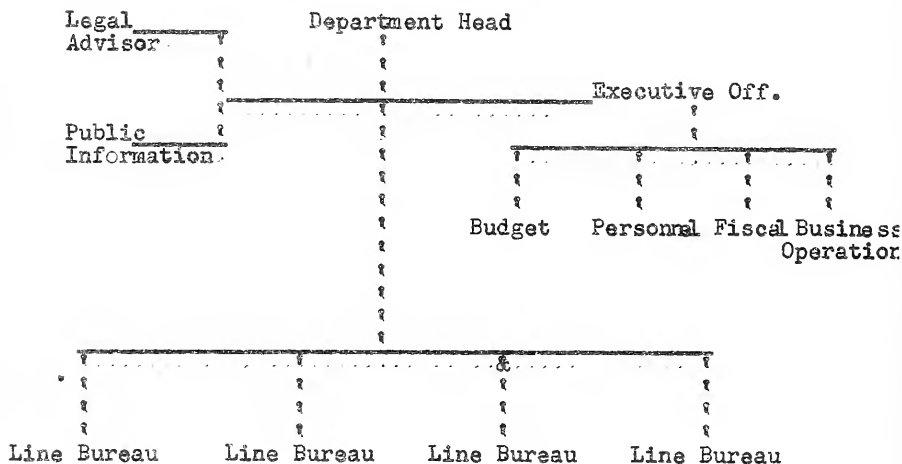 Legal Department Head
Advisor
Executive Off.
Public
Information
Budget Personnel Fiscal Business
Operation
&
Line Bureau Line Bureau Line Bureau Line Bureau